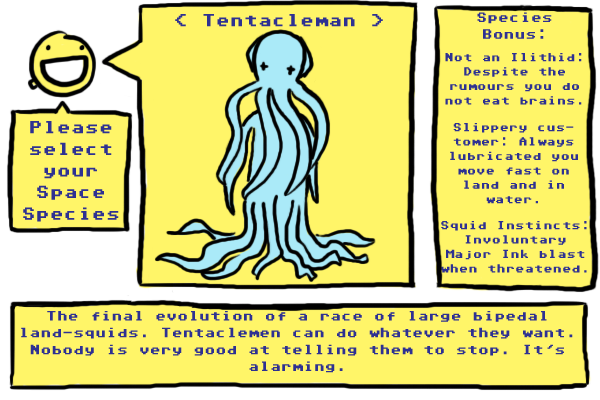 < Tentacleman >
Please
select
your
Space
Species
Species
Bonus:
Not an Ilithid:
Despite the
rumours you do
not eat brains.
Slippery cus-
tomer: Always
lubricated you
move fast on
land and in
water.
Squid Instincts:
Involuntary
Major Ink blast
when threatened.
The final evolution of a race of large bipedal
land-squids. Tentaclemen can do whatever they want.
Nobody is very good at telling them to stop. It's
alarming.